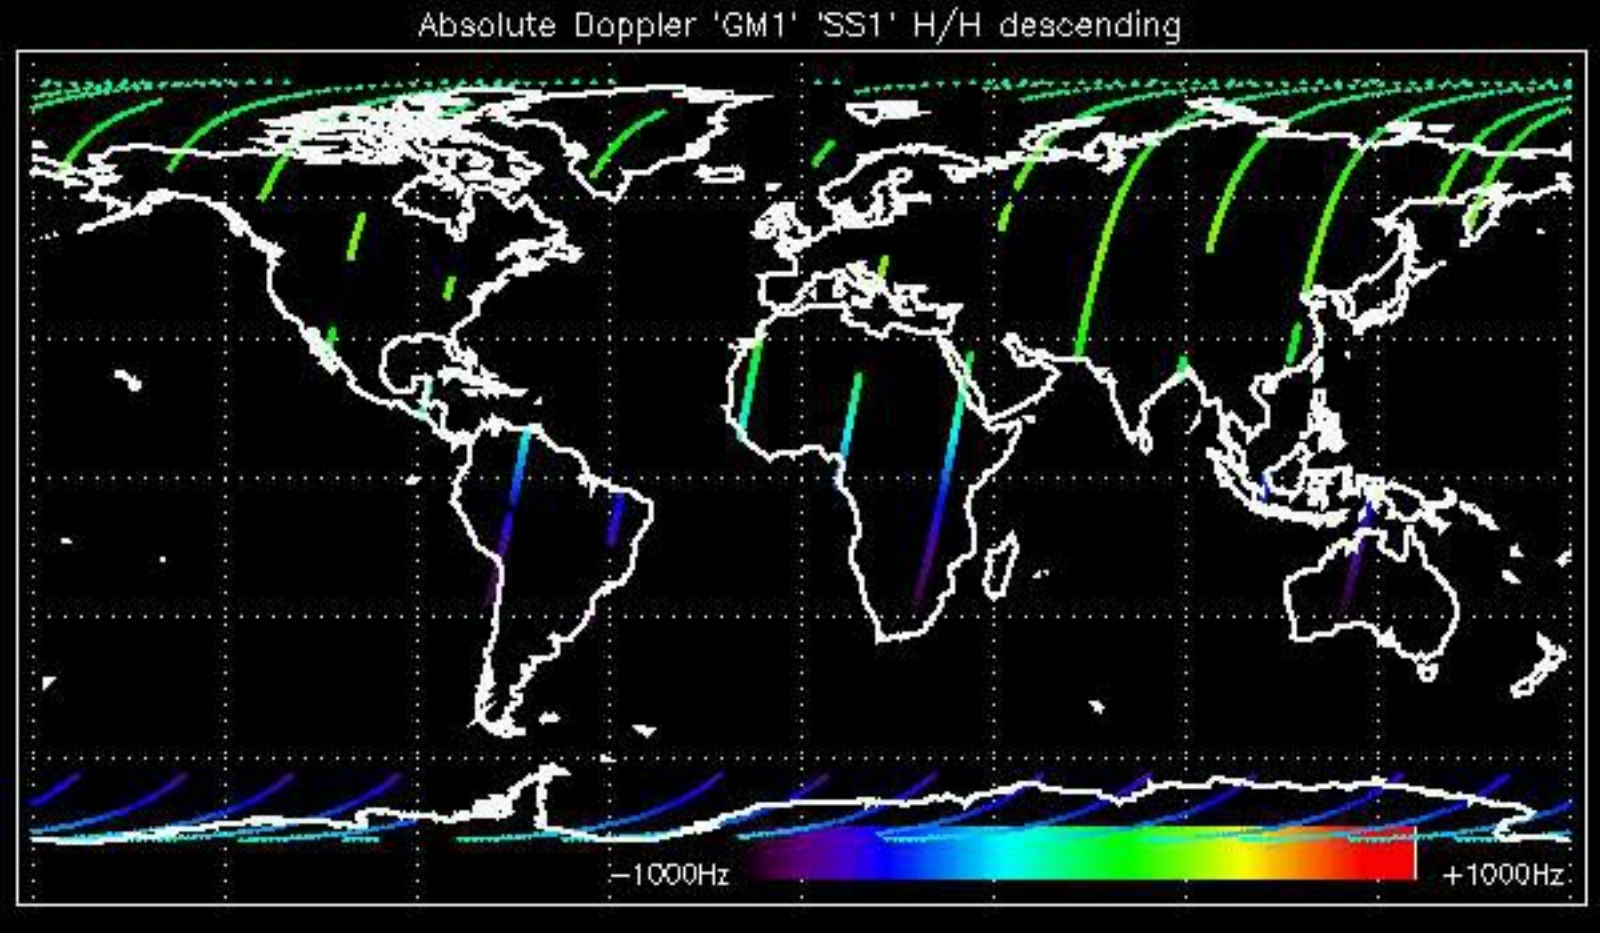 Absolute Doppler 'GM1' 'SS1' H/H descending
−1000Hz
+1000Hz